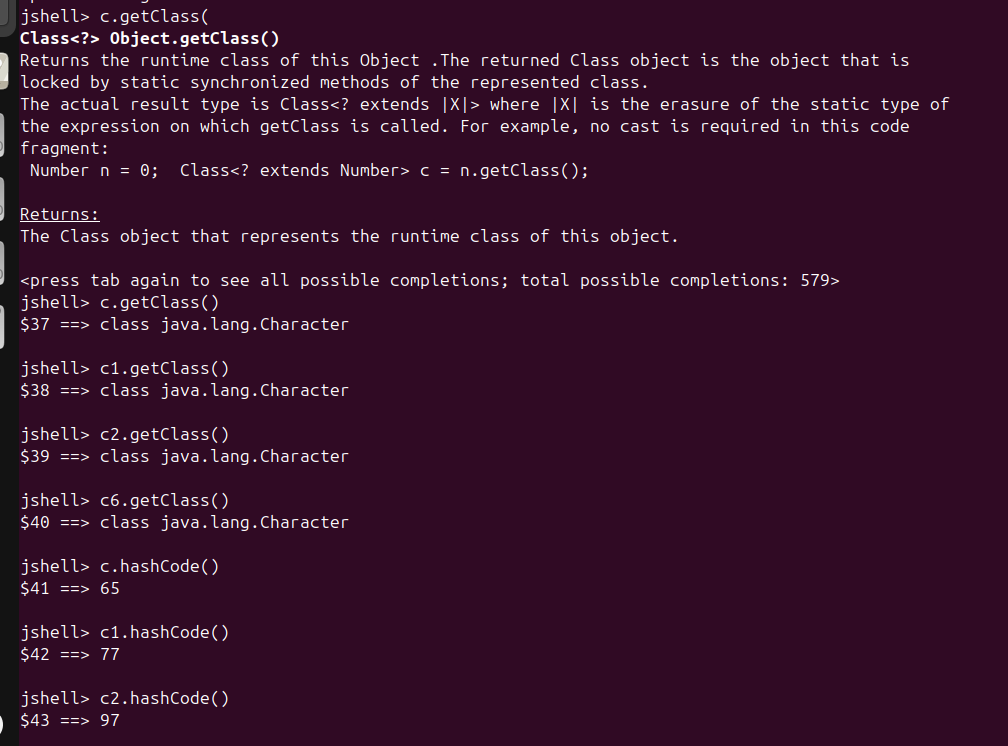 jshell> c.getClass(
Class<?> Object.getClass()
Returns the runtime class of this Object .The returned Class object is the object that is
locked by static synchronized methods of the represented class.
The actual result type is Class<? extends |X|> where |X| is the erasure of the static type of
the expression on which getClass is called. For example, no cast is required in this code
fragment:
 Number n = 0;  Class<? extends Number> c = n.getClass();
Returns:
The Class object that represents the runtime class of this object.
<press tab again to see all possible completions; total possible completions: 579>
jshell> c.getClass()
$37 ==> class java.lang.Character
jshell> c1.getClass()
$38 ==> class java.lang.Character
jshell> c2.getClass()
$39 ==> class java.lang.Character
jshell> c6.getClass()
$40 ==> class java.lang.Character
jshell> c.hashCode()
$41 ==> 65
jshell> c1.hashCode()
$42 ==> 77
jshell> c2.hashCode()
$43 ==> 97